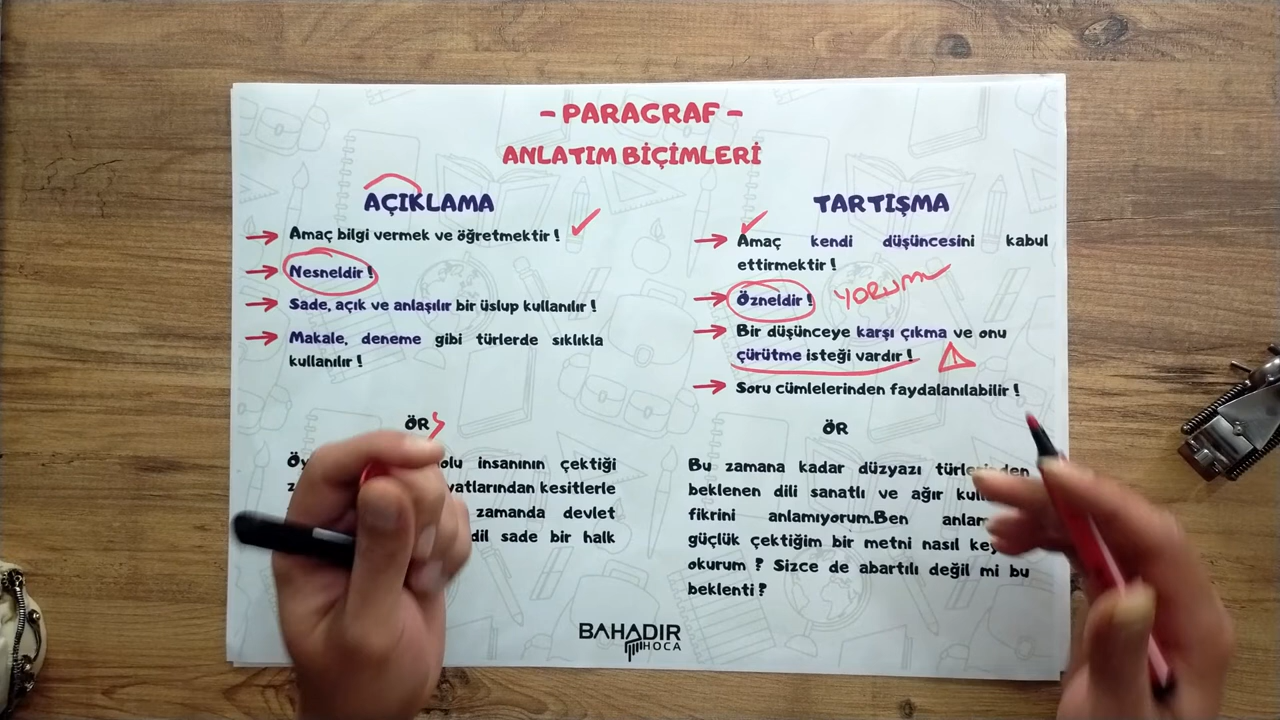 - PARAGRAF -
ANLATIM BİÇİMLERİ
AÇIKLAMA
Amaç bilgi vermek ve öğretmektir !
Nesneldir !
Sade, açık ve anlaşılır bir üslup kullanılır !
Makale, deneme gibi türlerde sıklıkla
kullanılır !
ÖR
insanının çektiği
kesitlerle
zamanda devlet
sade bir halk
TARTIŞMA
Amaç kendi düşüncesini kabul
ettirmektir !
Özneldir ! YORUM
Bir düşünceye karşı çıkma ve onu
çürütme isteği vardır !
Soru cümlelerinden faydalanılabilir !
ÖR
Bu zamana kadar düzyazı
beklenen dili sanatlı ve ağır
fikrini anlamıyorum.Ben
güçlük çektiğim bir metni nasıl
okurum ? Sizce de abartılı değil mi bu
beklenti ?
BAHADIR
HOCA